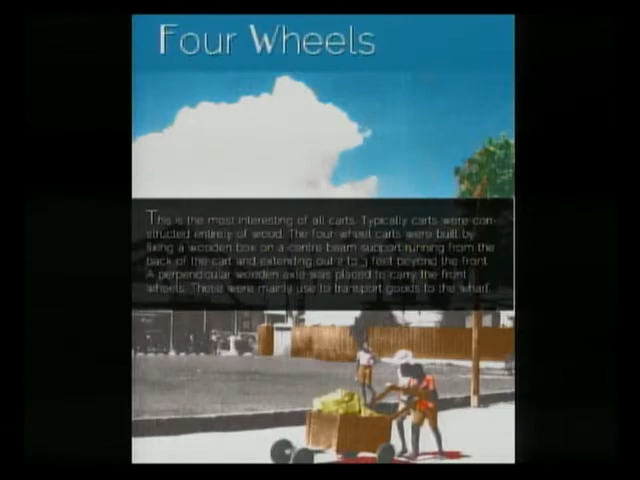 Four Wheels
This is the most interesting of all carts. Typically carts were con-
structed entirely of wood. The four wheel carts were built by
fixing a wooden box on a centre beam support running from the
back of the cart and extending out 2 to 3 feet beyond the front.
A perpendicular wooden axle was placed to carry the front
wheels. These were mainly use to transport goods to the wharf.